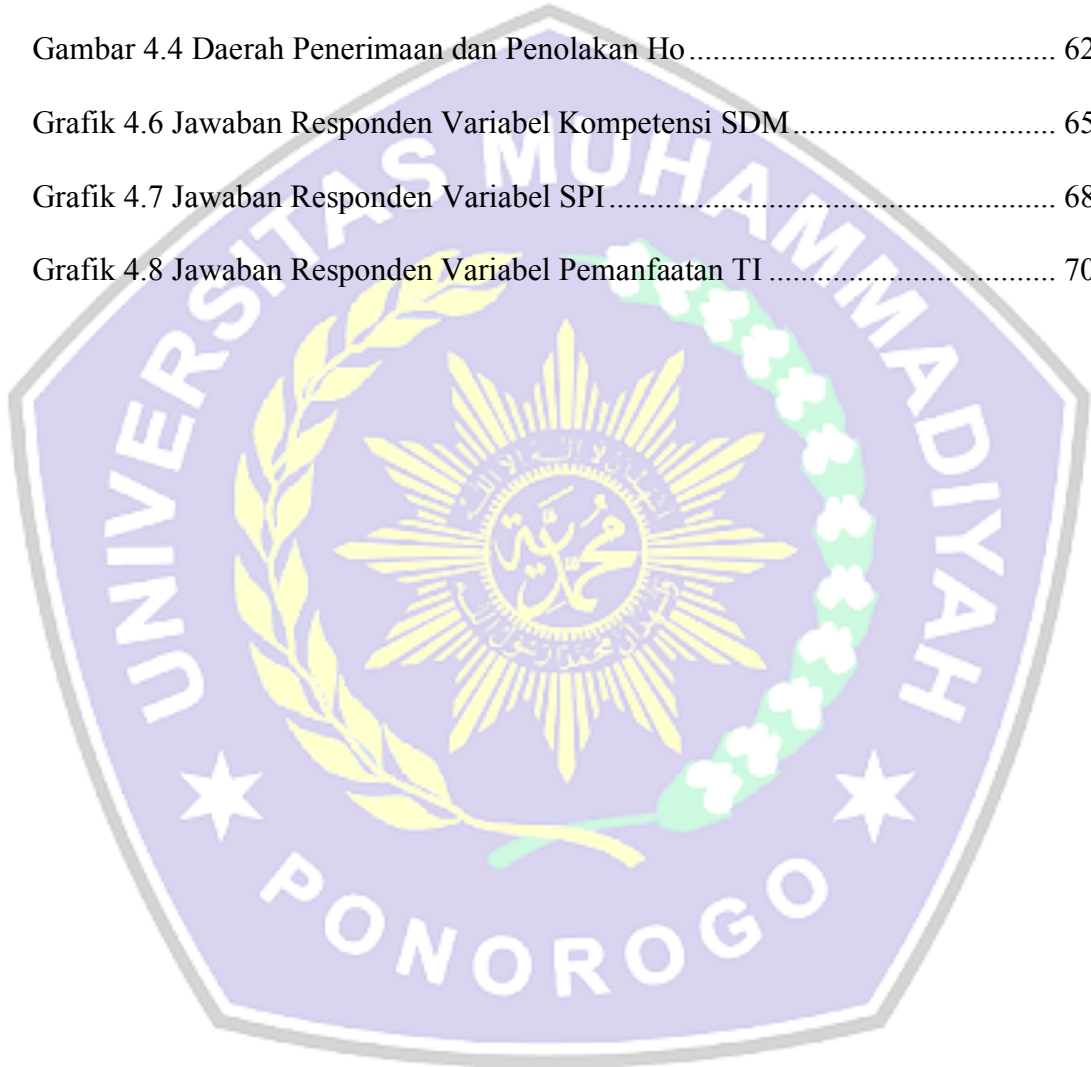 Gambar 4.4 Daerah Penerimaan dan Penolakan Ho ............................................. 62
Grafik 4.6 Jawaban Responden Variabel Kompetensi SDM ................................ 65
Grafik 4.7 Jawaban Responden Variabel SPI ....................................................... 68
Grafik 4.8 Jawaban Responden Variabel Pemanfaatan TI ................................... 70
UNIVERSITAS MUHAMMADIYAH
محمدية
PONOROGO